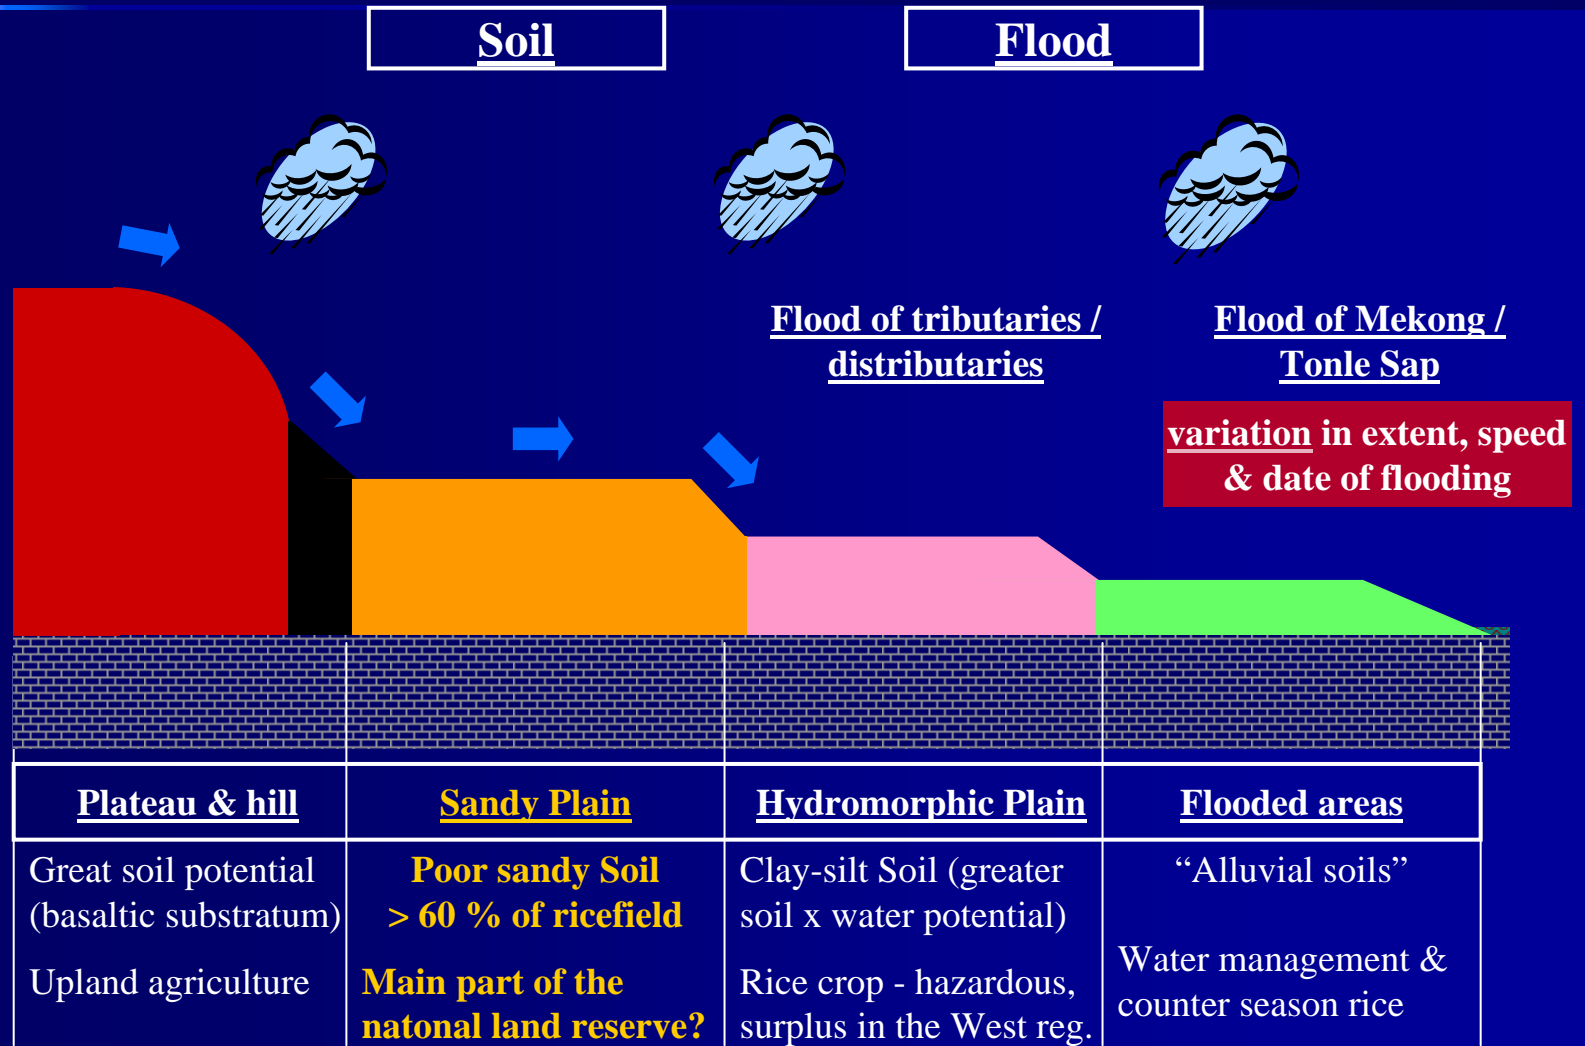 Soil
Flood
Flood of tributaries /
distributaries
Flood of Mekong /
Tonle Sap
variation in extent, speed
& date of flooding
Plateau & hill
Sandy Plain
Hydromorphic Plain
Flooded areas
Great soil potential
(basaltic substratum)
Upland agriculture
Poor sandy Soil
> 60 % of ricefield
Main part of the
natonal land reserve?
Clay-silt Soil (greater
soil x water potential)
Rice crop - hazardous,
surplus in the West reg.
“Alluvial soils”
Water management &
counter season rice